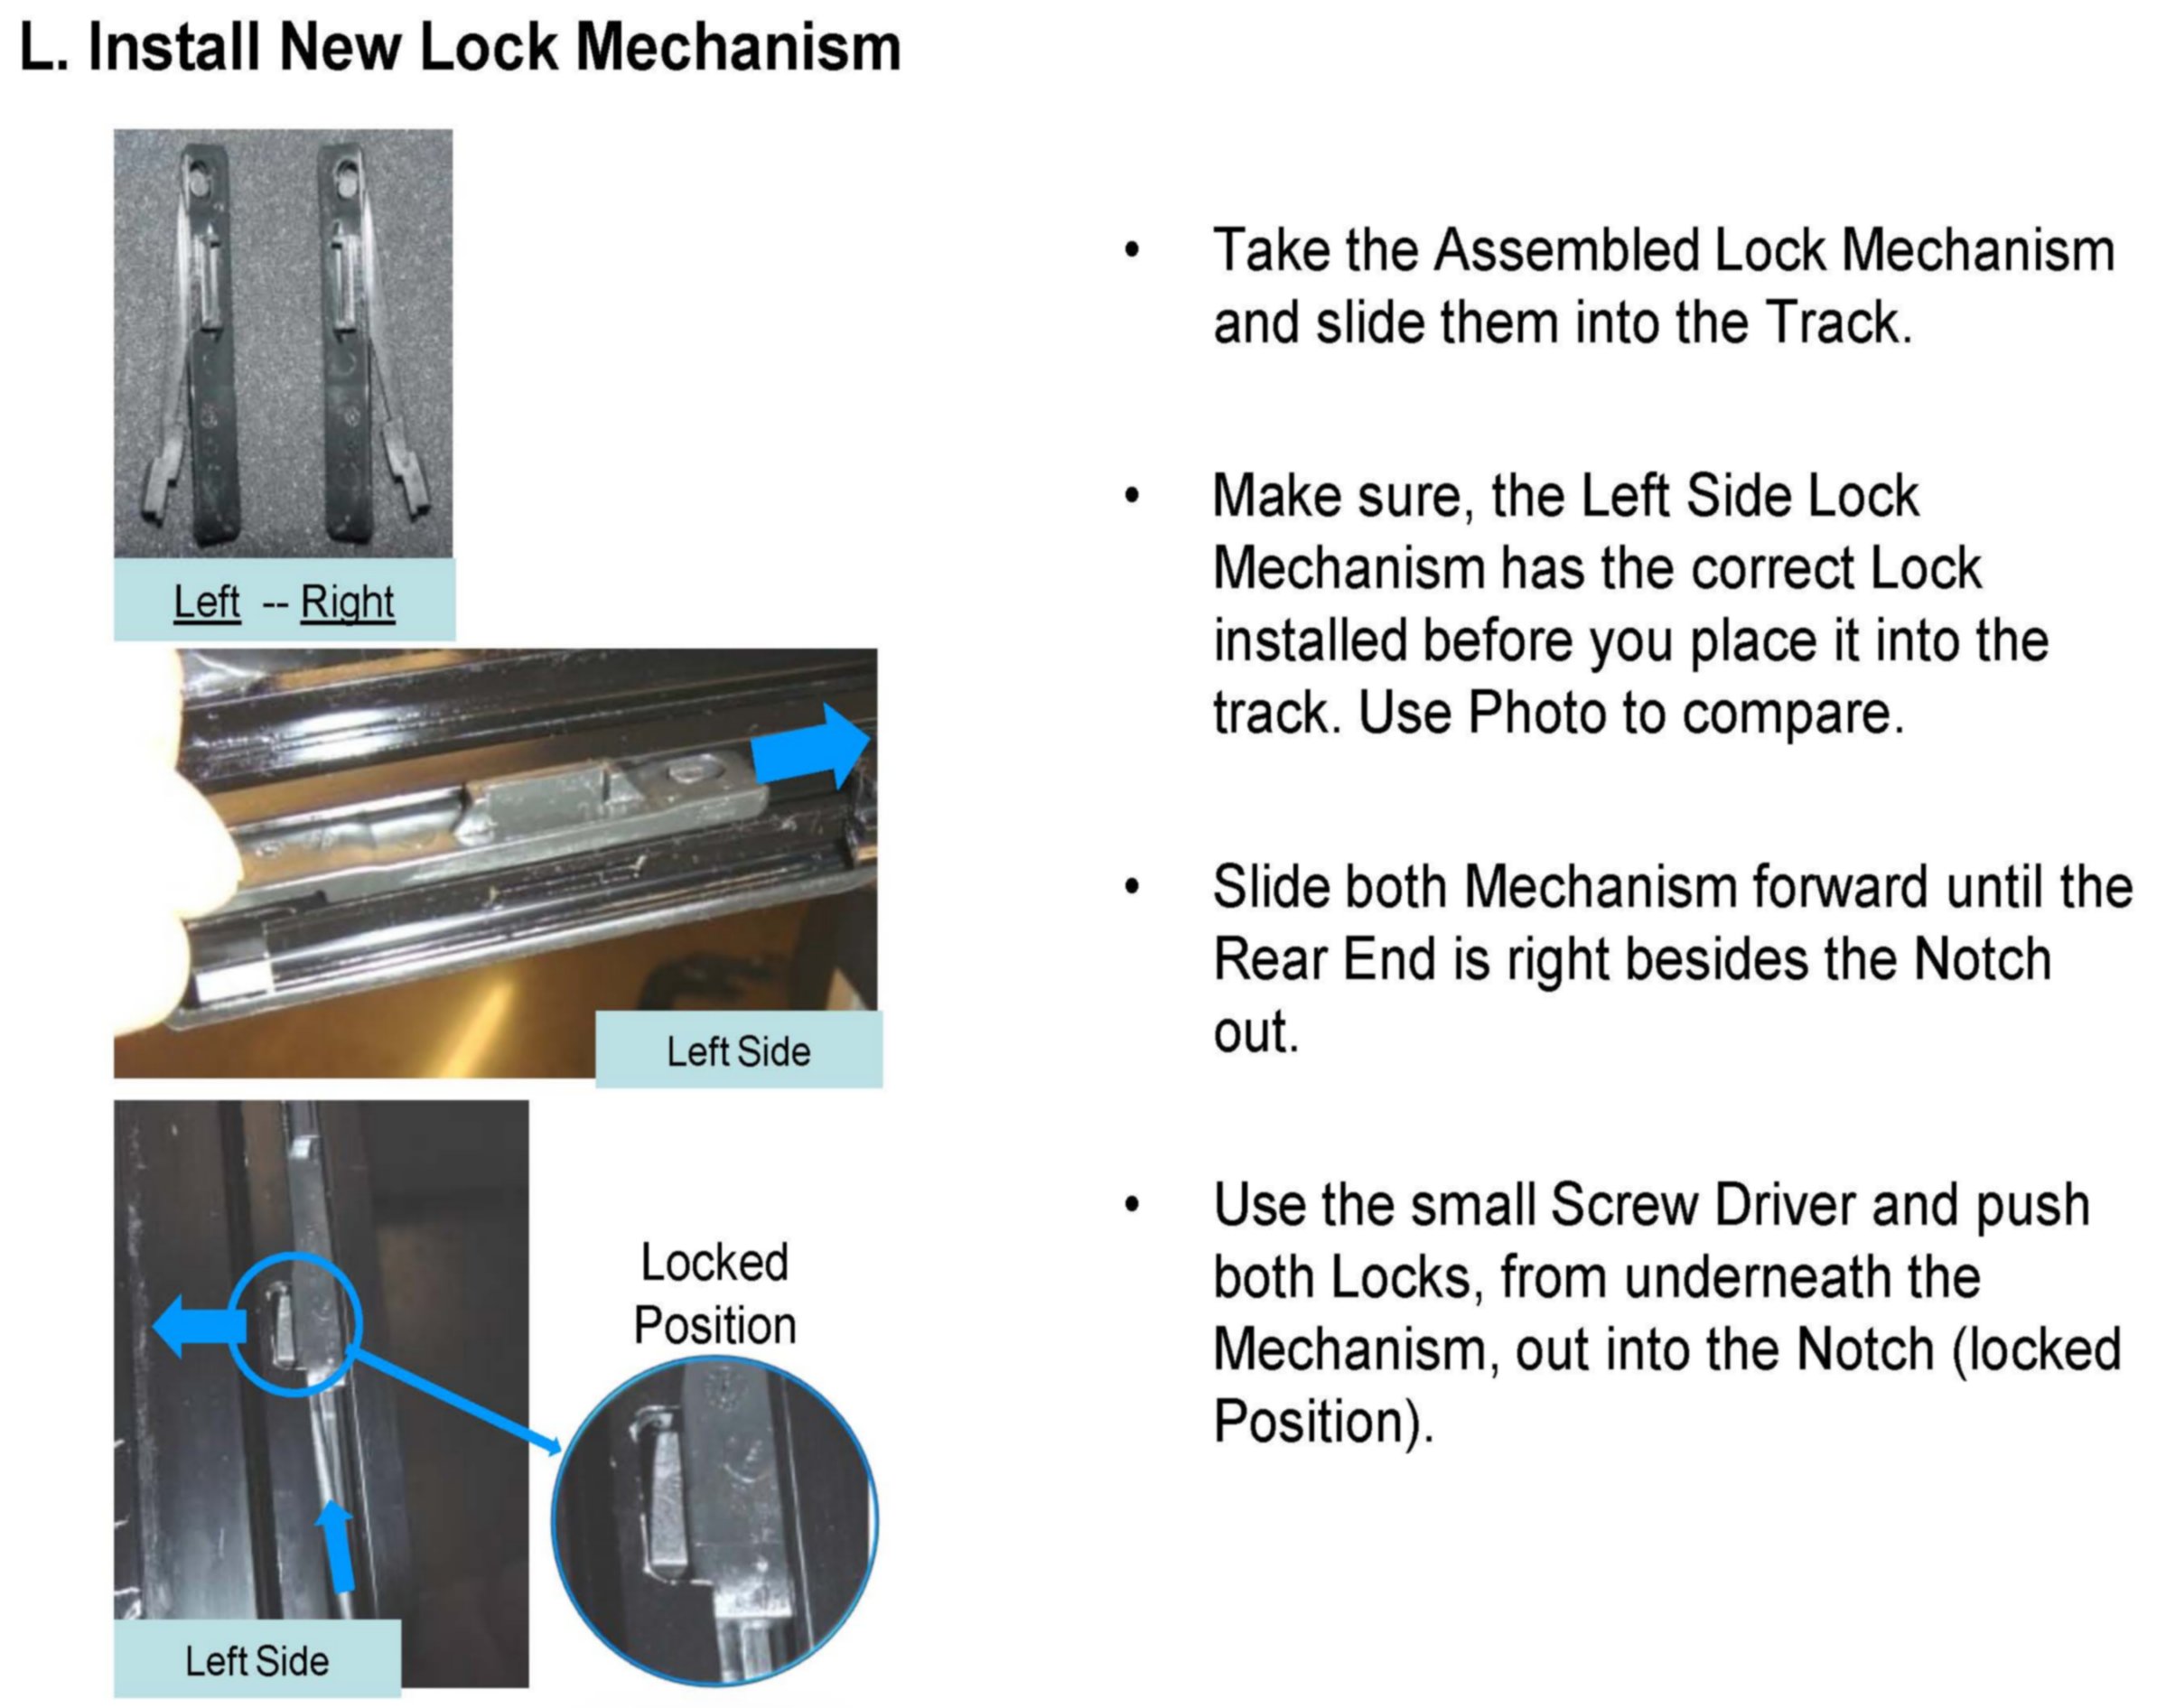 L. Install New Lock Mechanism
Left -- Right
Left Side
Locked
Position
Left Side
• Take the Assembled Lock Mechanism
and slide them into the Track.
• Make sure, the Left Side Lock
Mechanism has the correct Lock
installed before you place it into the
track. Use Photo to compare.
• Slide both Mechanism forward until the
Rear End is right besides the Notch
out.
• Use the small Screw Driver and push
both Locks, from underneath the
Mechanism, out into the Notch (locked
Position).